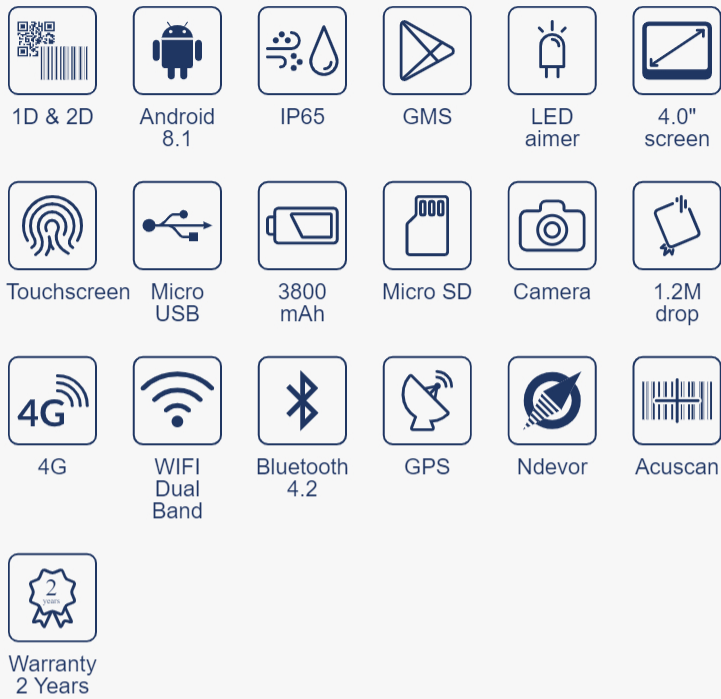 1D & 2D
Android
8.1
IP65
GMS
LED
aimer
4.0"
screen
Touchscreen
Micro
USB
3800
mAh
Micro SD
Camera
1.2M
drop
4G
4G
WIFI
Dual
Band
Bluetooth
4.2
GPS
Ndevor
Acuscan
2
years
Warranty
2 Years